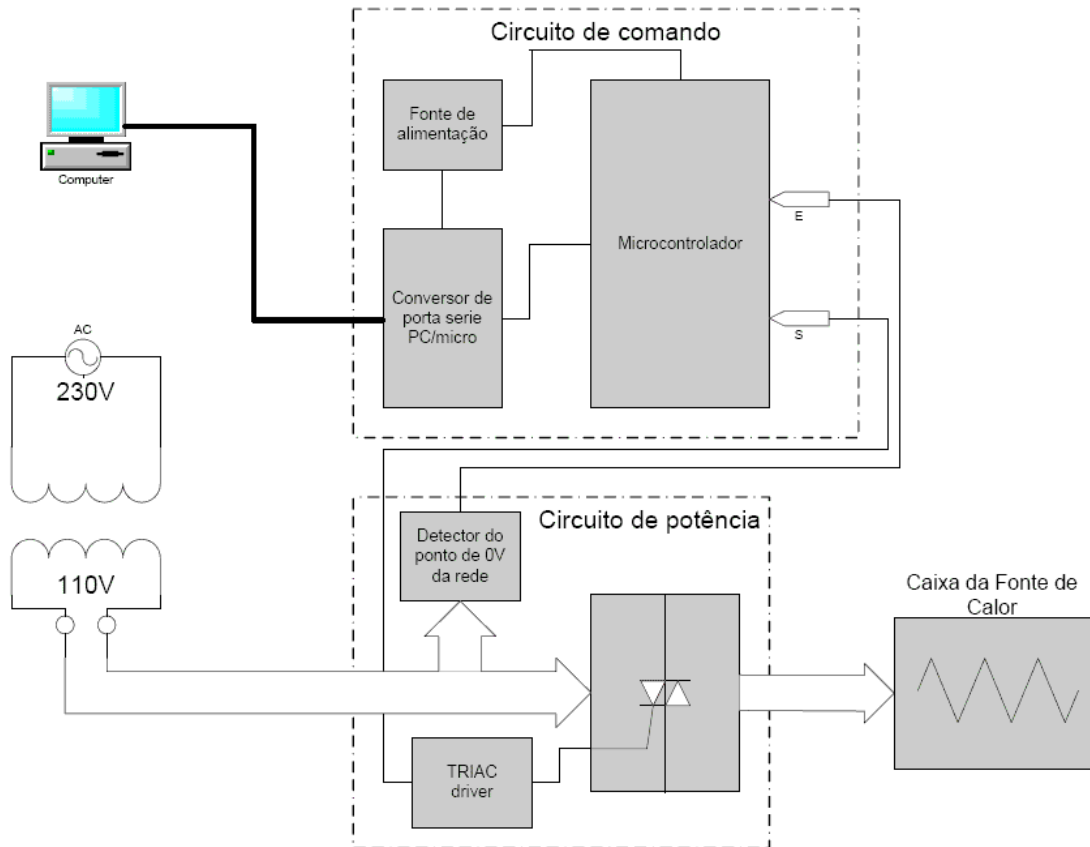 Circuito de comando
Fonte de
alimentação
Computer
Conversor de
porta serie
PC/micro
Microcontrolador
E
S
AC
230V
110V
Circuito de potência
Detector do
ponto de 0V
da rede
TRIAC
driver
Caixa da Fonte de
Calor